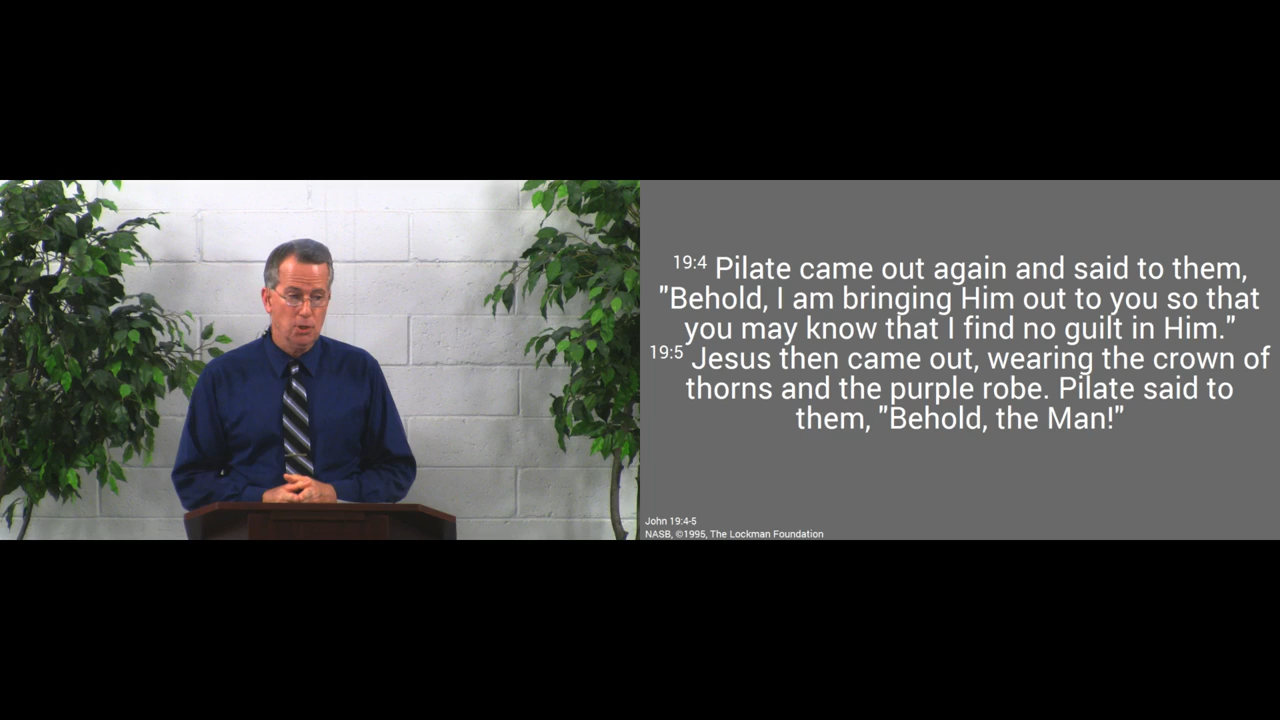 19:4 Pilate came out again and said to them,
"Behold, I am bringing Him out to you so that
you may know that I find no guilt in Him."
19:5 Jesus then came out, wearing the crown of
thorns and the purple robe. Pilate said to
them, "Behold, the Man!"
John 19:4-5
NASB, ©1995, The Lockman Foundation